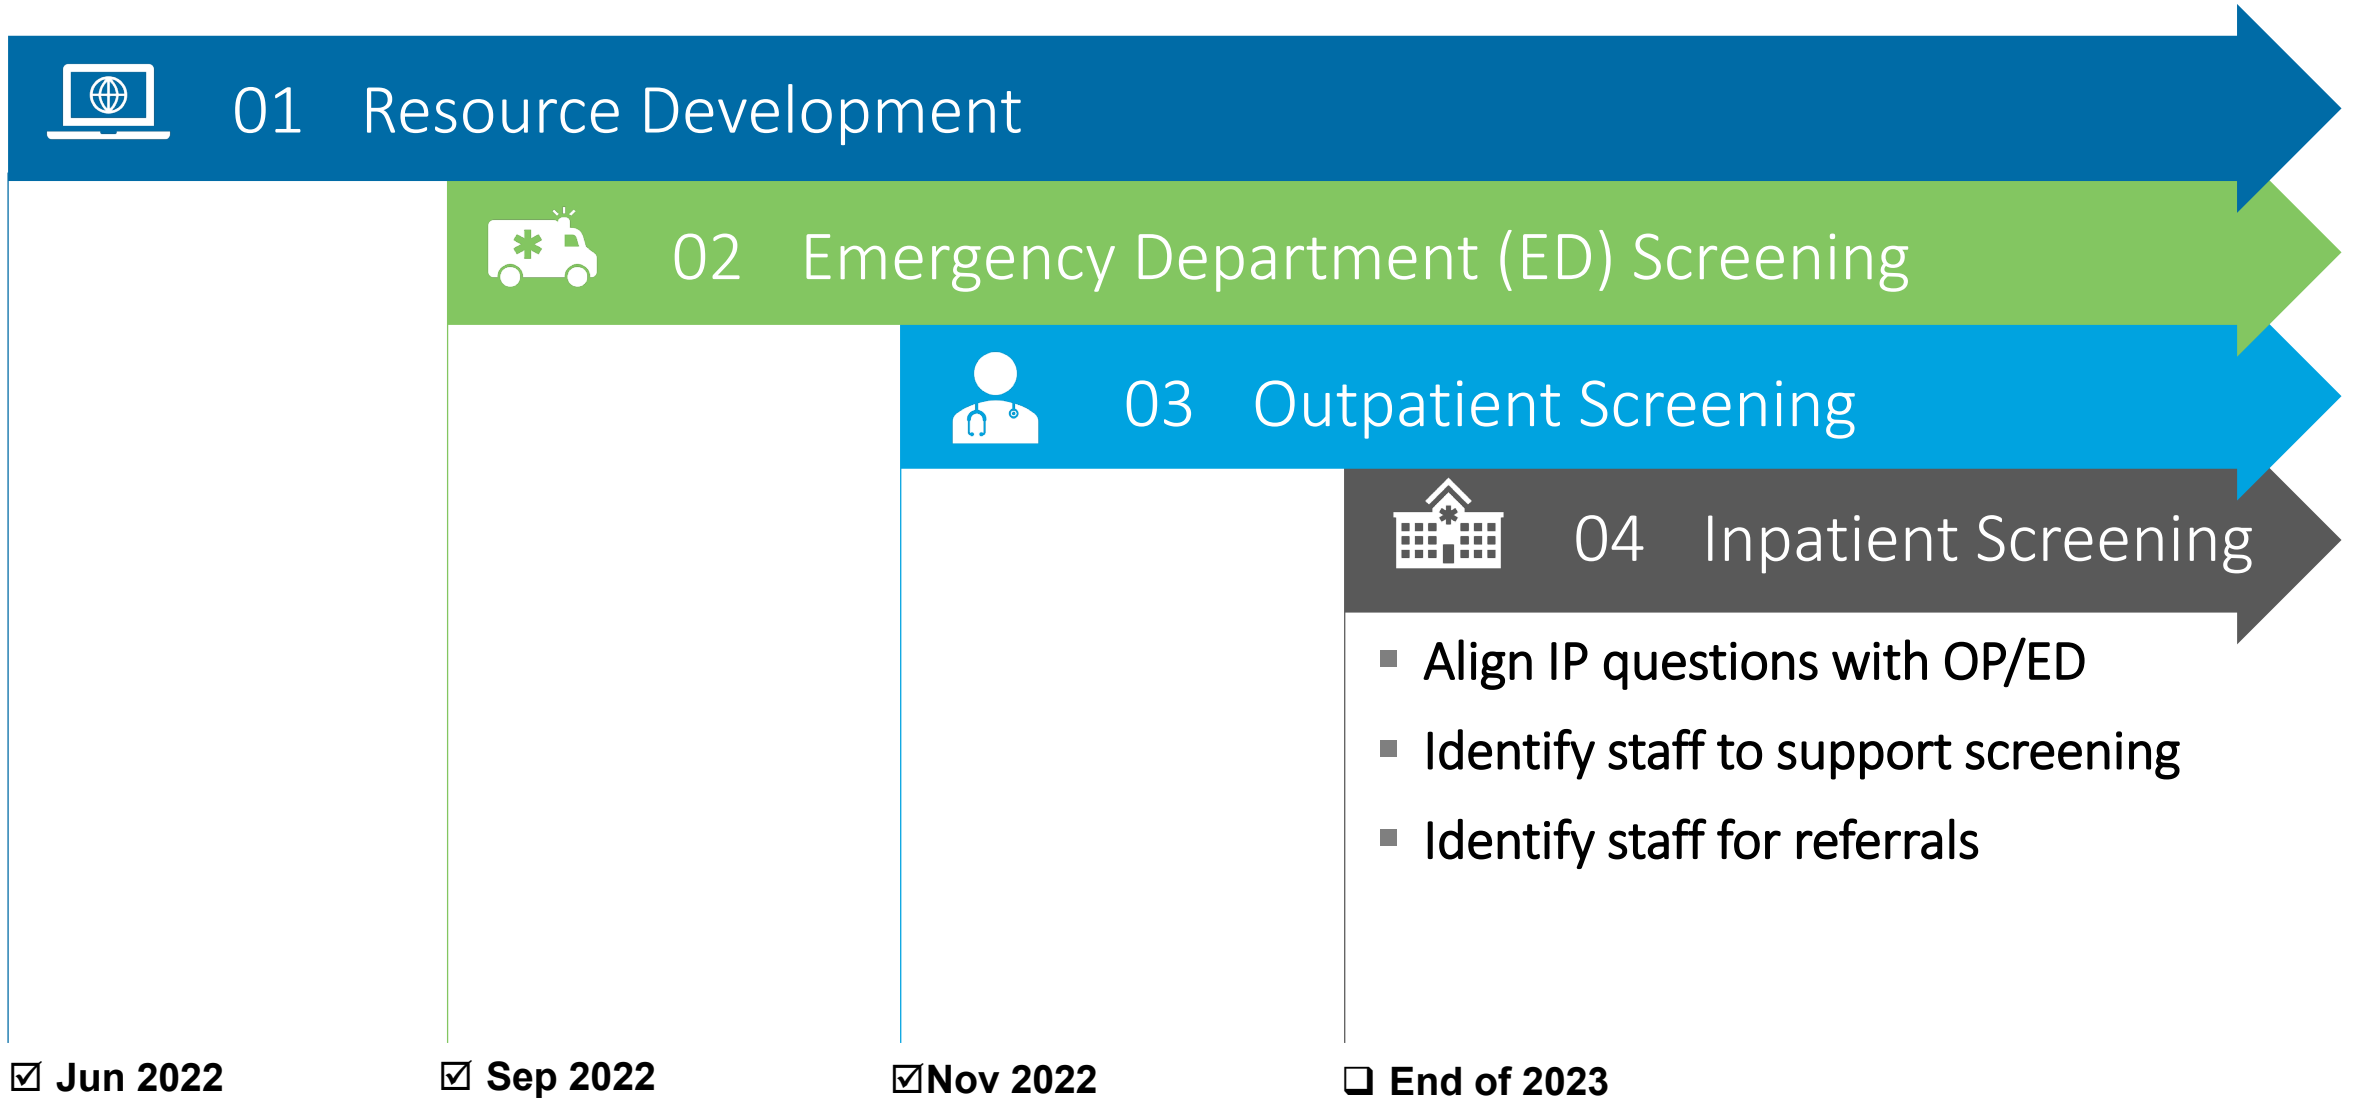 01 Resource Development
02 Emergency Department (ED) Screening
03 Outpatient Screening
04 Inpatient Screening
▪ Align IP questions with OP/ED
▪ Identify staff to support screening
▪ Identify staff for referrals
☑ Jun 2022
☑ Sep 2022
☑Nov 2022
❑ End of 2023